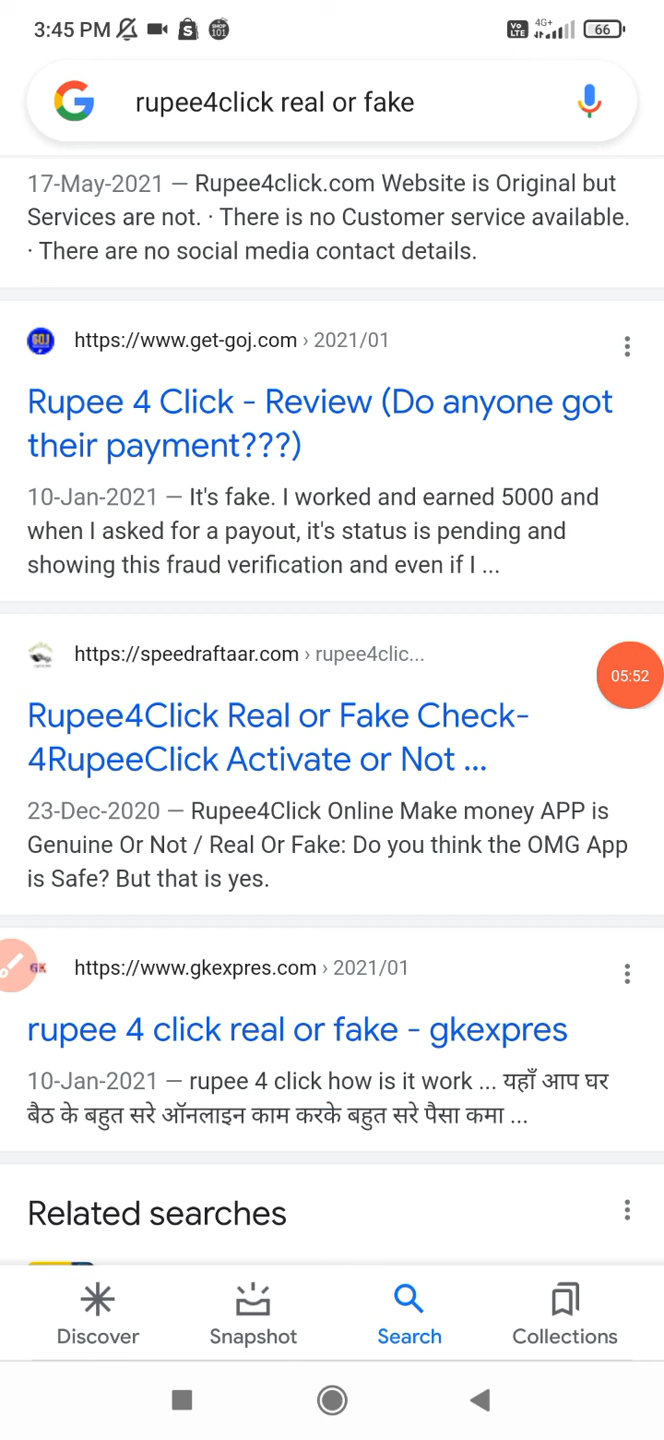 3:45 PM
Vo LTE 4G+ 66
rupee4click real or fake
17-May-2021 — Rupee4click.com Website is Original but
Services are not. · There is no Customer service available.
· There are no social media contact details.
https://www.get-goj.com › 2021/01
Rupee 4 Click - Review (Do anyone got
their payment???)
10-Jan-2021 — It's fake. I worked and earned 5000 and
when I asked for a payout, it's status is pending and
showing this fraud verification and even if I ...
https://speedraftaar.com › rupee4clic...
05:52
Rupee4Click Real or Fake Check-
4RupeeClick Activate or Not ...
23-Dec-2020 — Rupee4Click Online Make money APP is
Genuine Or Not / Real Or Fake: Do you think the OMG App
is Safe? But that is yes.
GK https://www.gkexpres.com › 2021/01
rupee 4 click real or fake - gkexpres
10-Jan-2021 — rupee 4 click how is it work ... यहाँ आप घर
बैठ के बहुत सरे ऑनलाइन काम करके बहुत सरे पैसा कमा ...
Related searches
Discover Snapshot Search Collections